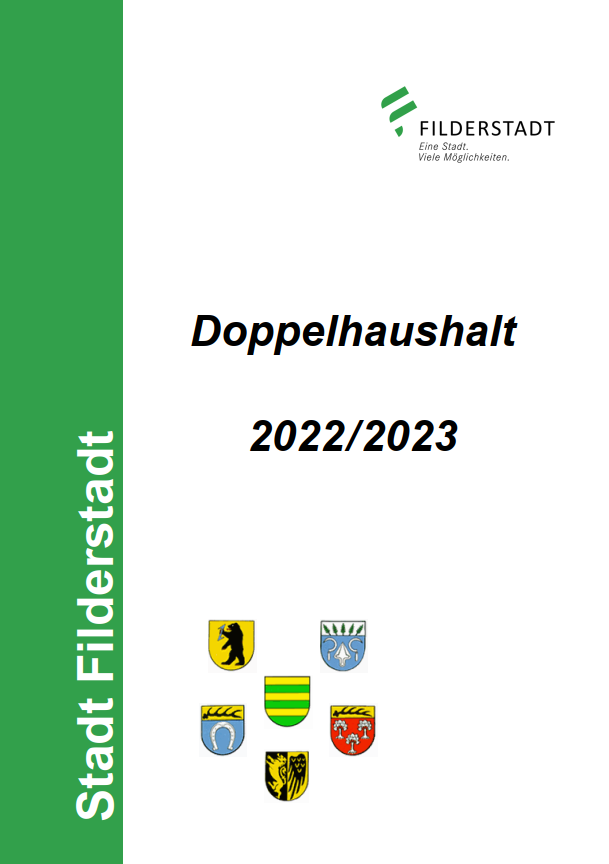 FILDERSTADT
Eine Stadt.
Viele Möglichkeiten.
Doppelhaushalt
2022/2023
Stadt Filderstadt